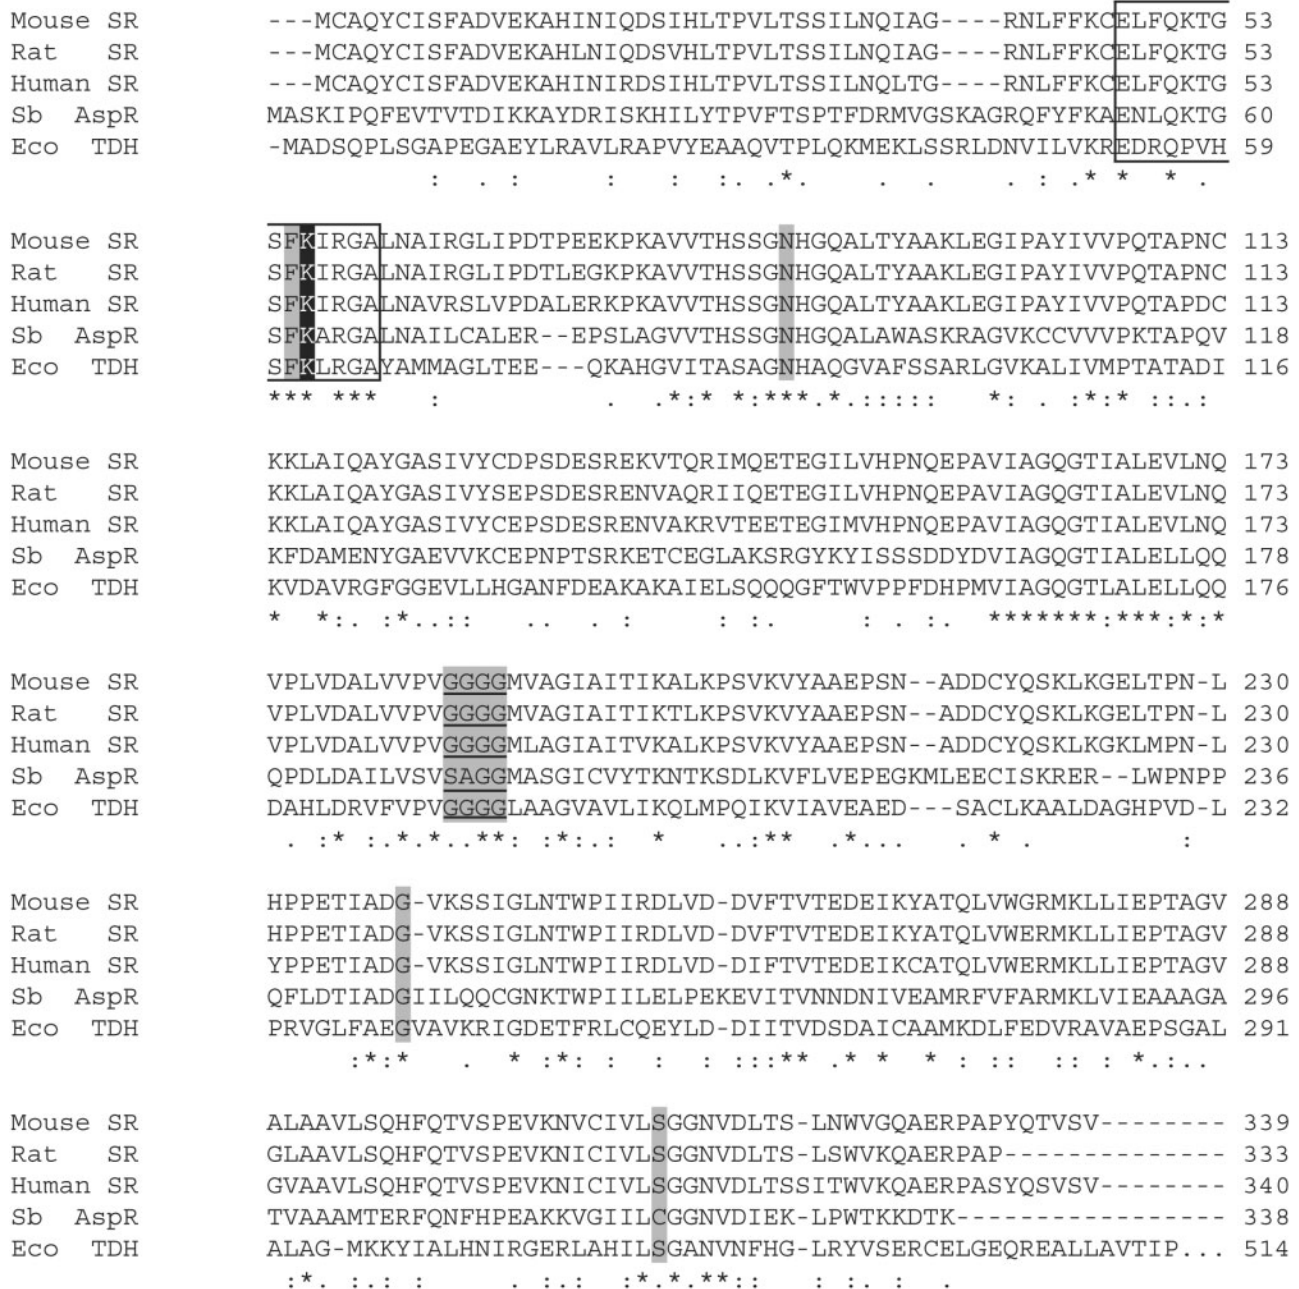 Mouse SR ---MCAQYCISFADVEKAHINIQDSIHLTPVLTSSILNQIAG----RNLFFKCELFQKTG 53
Rat SR ---MCAQYCISFADVEKAHLNIQDSVHLTPVLTSSILNQIAG----RNLFFKCELFQKTG 53
Human SR ---MCAQYCISFADVEKAHINIRDSIHLTPVLTSSILNQLTG----RNLFFKCELFQKTG 53
Sb AspR MASKIPQFEVTVTDIKKAYDRISKHILYTPVFTSPTFDRMVGSKAGRQFYFKAENLQKTG 60
Eco TDH -MADSQPLSGAPEGAEYLRAVLRAPVYEAAQVTPLQKMEKLSSRLDNVILVKREDRQPVH 59
: . : : : :. .*. . . . : .* * * .
Mouse SR SFKIRGALNAIRGLIPDTPEEKPKAVVTHSSGNHGQALTYAAKLEGIPAYIVVPQTAPNC 113
Rat SR SFKIRGALNAIRGLIPDTLEGKPKAVVTHSSGNHGQALTYAAKLEGIPAYIVVPQTAPNC 113
Human SR SFKIRGALNAVRSLVPDALERKPKAVVTHSSGNHGQALTYAAKLEGIPAYIVVPQTAPDC 113
Sb AspR SFKARGALNAILCALER--EPSLAGVVTHSSGNHGQALAWASKRAGVKCCVVVPKTAPQV 118
Eco TDH SFKLRGAYAMMAGLTEE---QKAHGVITASAGNHAQGVAFSSARLGVKALIVMPTATADI 116
*** *** : . .*:* *:***.*.::::: *: . :*:* ::.:
Mouse SR KKLAIQAYGASIVYCDPSDESREKVTQRIMQETEGILVHPNQEPAVIAGQGTIALEVLNQ 173
Rat SR KKLAIQAYGASIVYSEPSDESRENVAQRIIQETEGILVHPNQEPAVIAGQGTIALEVLNQ 173
Human SR KKLAIQAYGASIVYCEPSDESRENVAKRVTEETEGIMVHPNQEPAVIAGQGTIALEVLNQ 173
Sb AspR KFDAMENYGAEVVKCEPNPTSRKETCEGLAKSRGYKYISSSDDYDVIAGQGTIALELLQQ 178
Eco TDH KVDAVRGFGGEVLLHGANFDEAKAKAIELSQQQGFTWVPPFDHPMVIAGQGTLALELLQQ 176
* *:. :*..:: .. . : : :. : . :. *******:***:*:*
Mouse SR VPLVDALVVPVGGGGMVAGIAITIKALKPSVKVYAAEPSN--ADDCYQSKLKGELTPN-L 230
Rat SR VPLVDALVVPVGGGGMVAGIAITIKTLKPSVKVYAAEPSN--ADDCYQSKLKGELTPN-L 230
Human SR VPLVDALVVPVGGGGMLAGIAITVKALKPSVKVYAAEPSN--ADDCYQSKLKGKLMPN-L 230
Sb AspR QPDLDAILVSVSAGGMASGICVYTKNTKSDLKVFLVEPEGKMLEECISKRER--LWPNPP 236
Eco TDH DAHLDRVFVPVGGGGLAAGVAVLIKQLMPQIKVIAVEAED---SACLKAALDAGHPVD-L 232
. :* :.*.*..**: :*:.: * ..:** .*... . * . :
Mouse SR HPPETIADG-VKSSIGLNTWPIIRDLVD-DVFTVTEDEIKYATQLVWGRMKLLIEPTAGV 288
Rat SR HPPETIADG-VKSSIGLNTWPIIRDLVD-DVFTVTEDEIKYATQLVWERMKLLIEPTAGV 288
Human SR YPPETIADG-VKSSIGLNTWPIIRDLVD-DIFTVTEDEIKCATQLVWERMKLLIEPTAGV 288
Sb AspR QFLDTIADGIILQQCGNKTWPIILELPEKEVITVNNDNIVEAMRFVFARMKLVIEAAAGA 296
Eco TDH PRVGLFAEGVAVKRIGDETFRLCQEYLD-DIITVDSDAICAAMKDLFEDVRAVAEPSGAL 291
:*:* . * :*: : : : :::** .* * * : :: :: : *.:..
Mouse SR ALAAVLSQHFQTVSPEVKNVCIVLSGGNVDLTS-LNWVGQAERPAPYQTVSV-------- 339
Rat SR GLAAVLSQHFQTVSPEVKNICIVLSGGNVDLTS-LSWVKQAERPAP-------------- 333
Human SR GVAAVLSQHFQTVSPEVKNICIVLSGGNVDLTSSITWVKQAERPASYQSVSV-------- 340
Sb AspR TVAAAMTERFQNFHPEAKKVGIILCGGNVDIEK-LPWTKKDTK----------------- 338
Eco TDH ALAG-MKKYIALHNIRGERLAHILSGANVNFHG-LRYVSERCELGEQREALLAVTIP... 514
:*. :.: : . :.: :*.*.**:: : :. : .